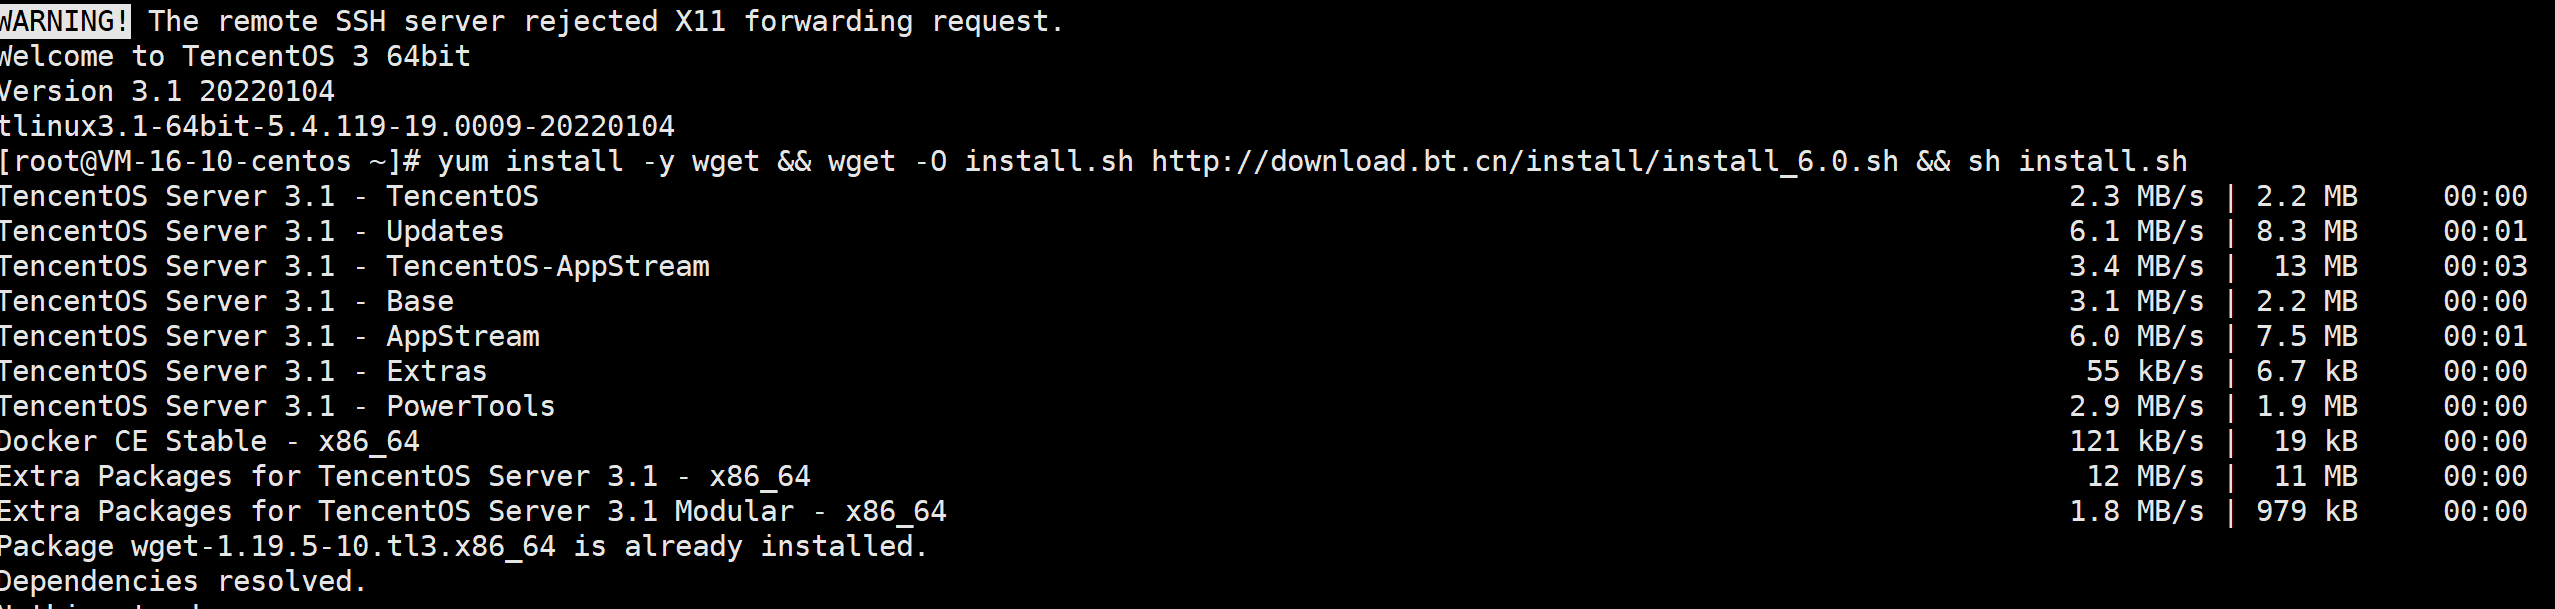 WARNING! The remote SSH server rejected X11 forwarding request.
Welcome to TencentOS 3 64bit
Version 3.1 20220104
tlinux3.1-64bit-5.4.119-19.0009-20220104
[root@VM-16-10-centos ~]# yum install -y wget && wget -O install.sh http://download.bt.cn/install/install_6.0.sh && sh install.sh
TencentOS Server 3.1 - TencentOS 2.3 MB/s | 2.2 MB 00:00
TencentOS Server 3.1 - Updates 6.1 MB/s | 8.3 MB 00:01
TencentOS Server 3.1 - TencentOS-AppStream 3.4 MB/s | 13 MB 00:03
TencentOS Server 3.1 - Base 3.1 MB/s | 2.2 MB 00:00
TencentOS Server 3.1 - AppStream 6.0 MB/s | 7.5 MB 00:01
TencentOS Server 3.1 - Extras 55 kB/s | 6.7 kB 00:00
TencentOS Server 3.1 - PowerTools 2.9 MB/s | 1.9 MB 00:00
Docker CE Stable - x86_64 121 kB/s | 19 kB 00:00
Extra Packages for TencentOS Server 3.1 - x86_64 12 MB/s | 11 MB 00:00
Extra Packages for TencentOS Server 3.1 Modular - x86_64 1.8 MB/s | 979 kB 00:00
Package wget-1.19.5-10.tl3.x86_64 is already installed.
Dependencies resolved.